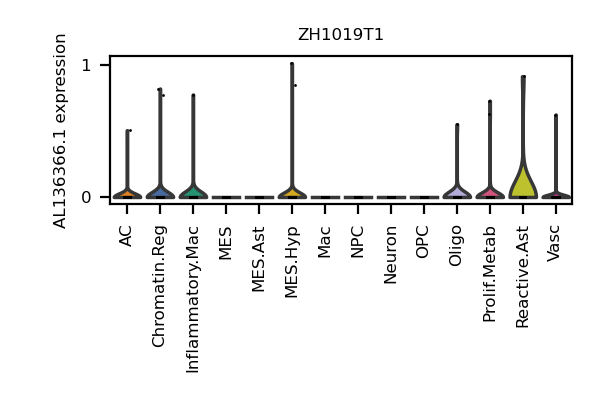 ZH1019T1
AL136366.1 expression
1
0
AC
Chromatin.Reg
Inflammatory.Mac
MES
MES.Ast
MES.Hyp
Mac
NPC
Neuron
OPC
Oligo
Prolif.Metab
Reactive.Ast
Vasc